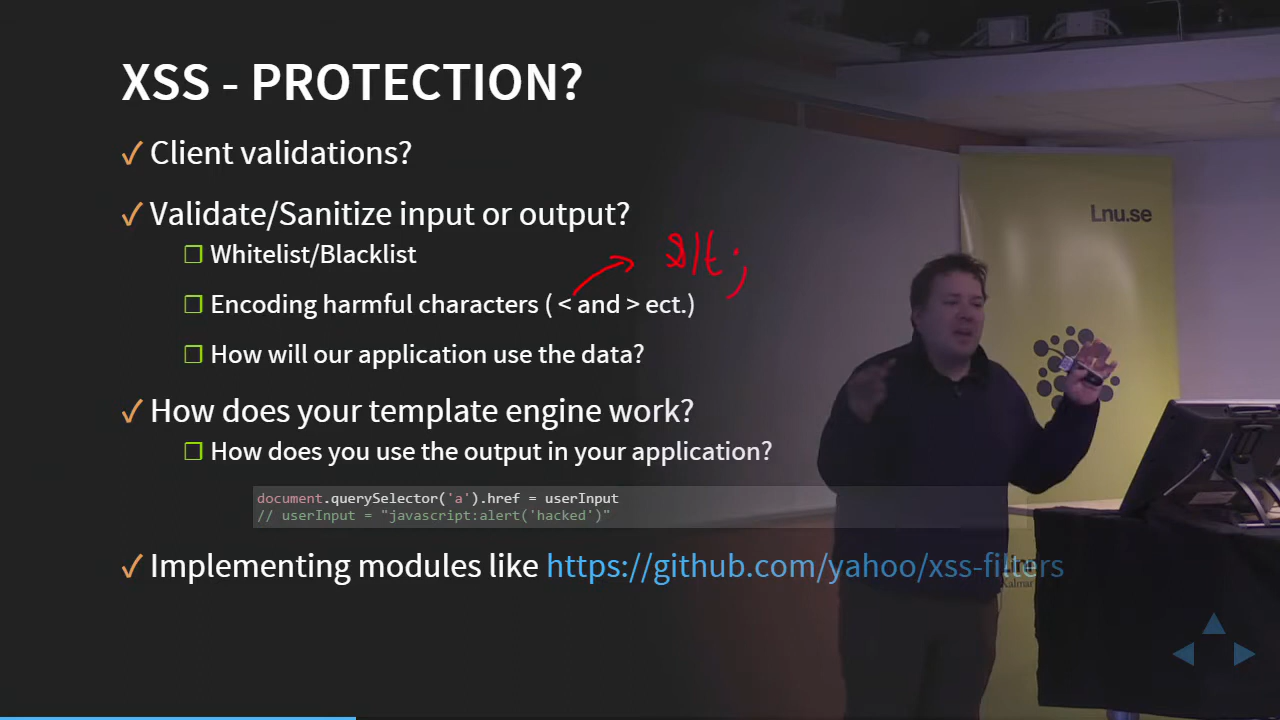 XSS - PROTECTION?
✓ Client validations?
✓ Validate/Sanitize input or output?
❐ Whitelist/Blacklist
&lt;
❐ Encoding harmful characters ( < and > ect.)
❐ How will our application use the data?
✓ How does your template engine work?
❐ How does you use the output in your application?
document.querySelector('a').href = userInput
// userInput = "javascript:alert('hacked')"
✓ Implementing modules like https://github.com/yahoo/xss-filters
Lnu.se
Kalmar